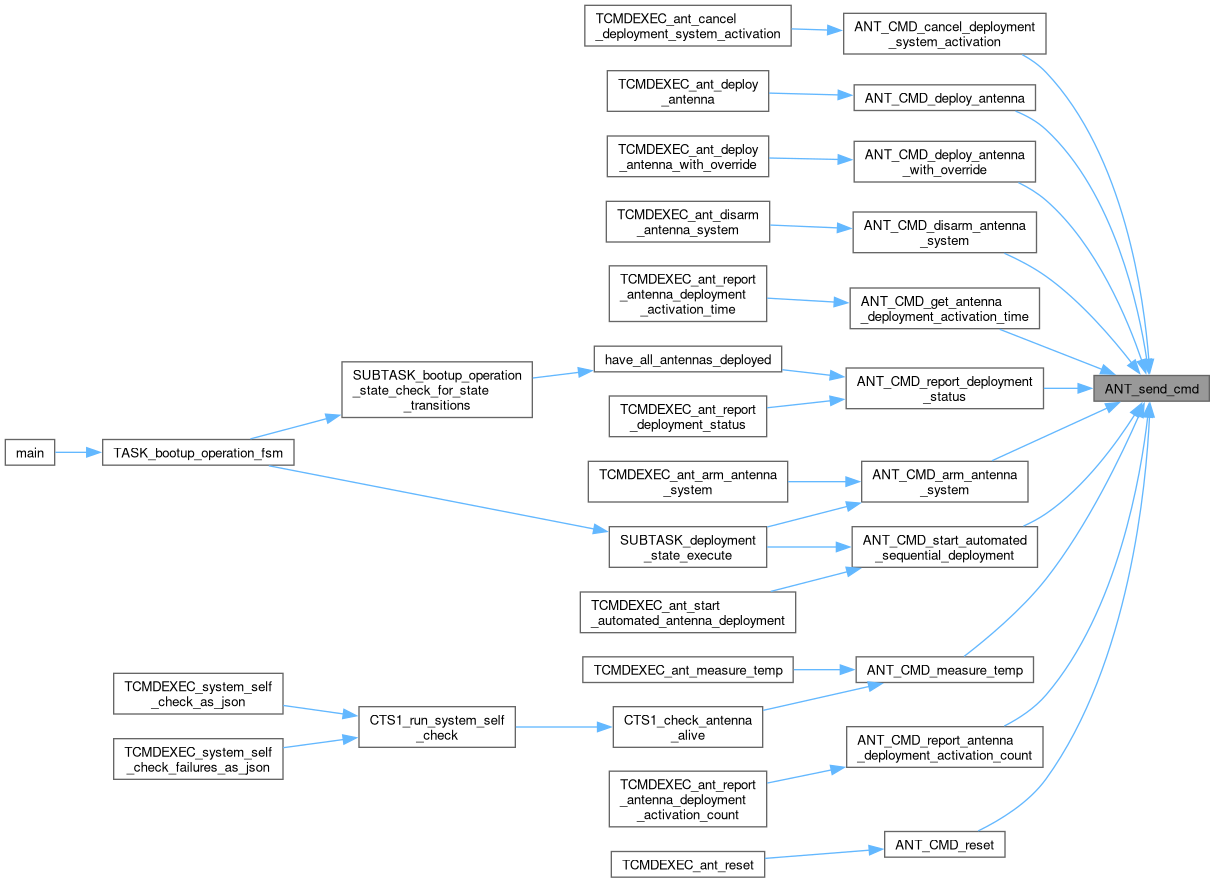 TCMDEXEC_ant_cancel
_deployment_system_activation
ANT_CMD_cancel_deployment
_system_activation
TCMDEXEC_ant_deploy
_antenna
ANT_CMD_deploy_antenna
TCMDEXEC_ant_deploy
_antenna_with_override
ANT_CMD_deploy_antenna
_with_override
TCMDEXEC_ant_disarm
_antenna_system
ANT_CMD_disarm_antenna
_system
TCMDEXEC_ant_report
_antenna_deployment
_activation_time
ANT_CMD_get_antenna
_deployment_activation_time
have_all_antennas_deployed
SUBTASK_bootup_operation
_state_check_for_state
_transitions
ANT_CMD_report_deployment
_status
ANT_send_cmd
TCMDEXEC_ant_report
_deployment_status
main
TASK_bootup_operation_fsm
TCMDEXEC_ant_arm_antenna
_system
ANT_CMD_arm_antenna
_system
SUBTASK_deployment
_state_execute
ANT_CMD_start_automated
_sequential_deployment
TCMDEXEC_ant_start
_automated_antenna_deployment
TCMDEXEC_ant_measure_temp
ANT_CMD_measure_temp
TCMDEXEC_system_self
_check_as_json
CTS1_run_system_self
_check
CTS1_check_antenna
_alive
TCMDEXEC_system_self
_check_failures_as_json
ANT_CMD_report_antenna
_deployment_activation_count
TCMDEXEC_ant_report
_antenna_deployment
_activation_count
ANT_CMD_reset
TCMDEXEC_ant_reset